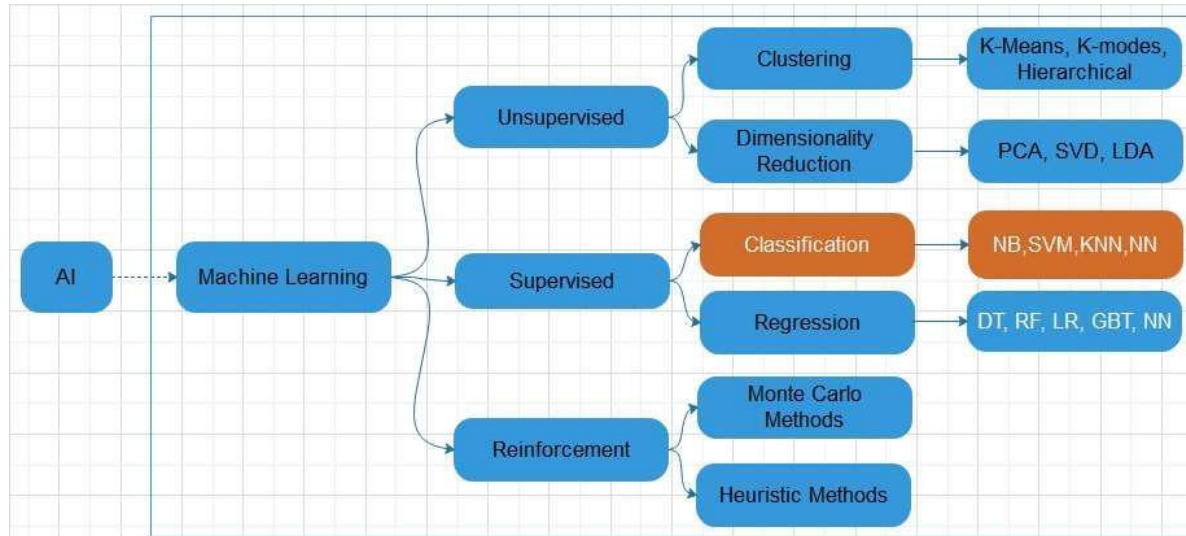 AI
Machine Learning
Unsupervised
Clustering
K-Means, K-modes,
Hierarchical
Dimensionality
Reduction
PCA, SVD, LDA
Supervised
Classification
NB,SVM,KNN,NN
Regression
DT, RF, LR, GBT, NN
Reinforcement
Monte Carlo
Methods
Heuristic Methods